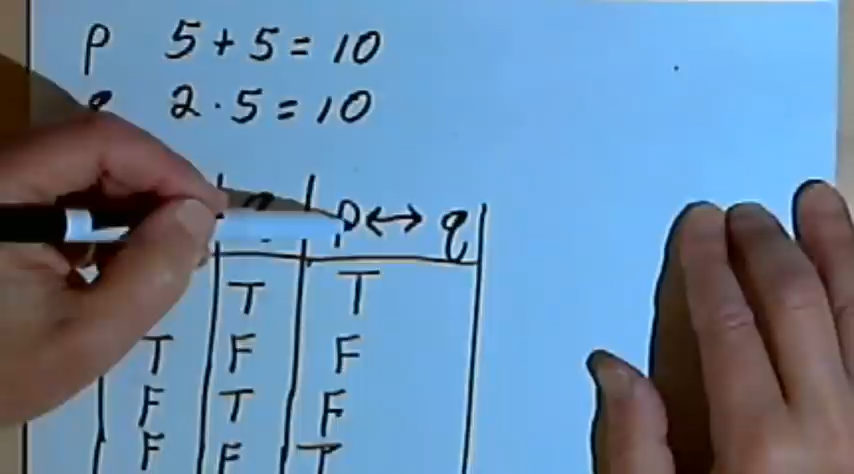 p 5 + 5 = 10
2 · 5 = 10
p ↔ q
T T
T F F
F T F
F F T